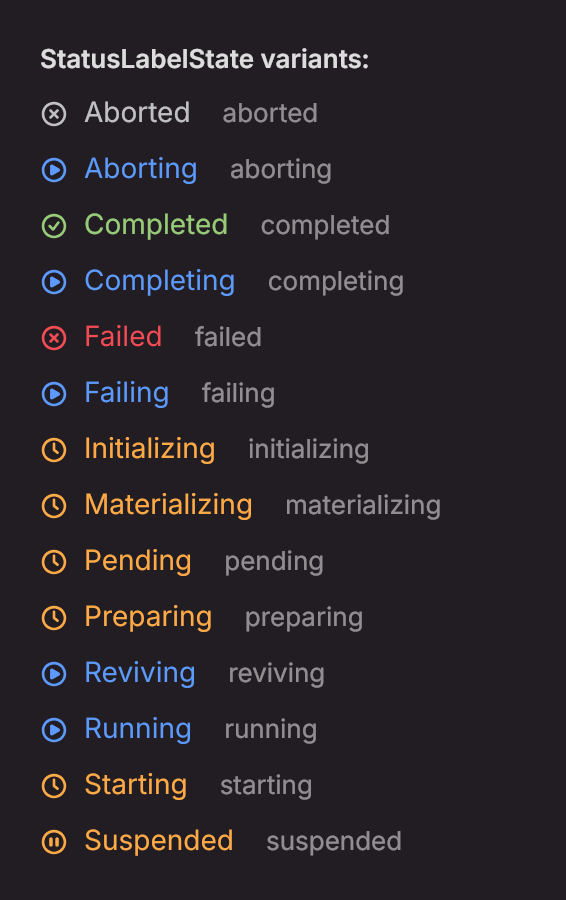 StatusLabelState variants:
Aborted aborted
Aborting aborting
Completed completed
Completing completing
Failed failed
Failing failing
Initializing initializing
Materializing materializing
Pending pending
Preparing preparing
Reviving reviving
Running running
Starting starting
Suspended suspended